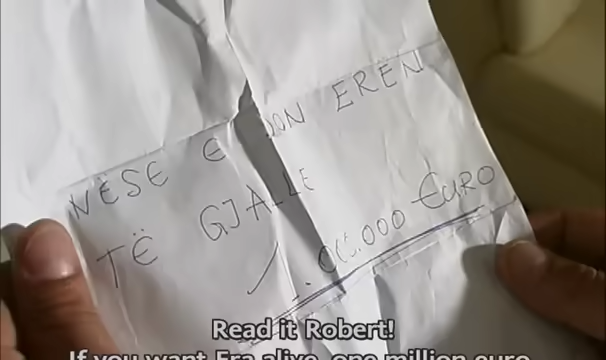 NËSE E DON EREN
TË GJALLE
1.000.000 EURO
Read it Robert!
If you want Era alive, one million euro